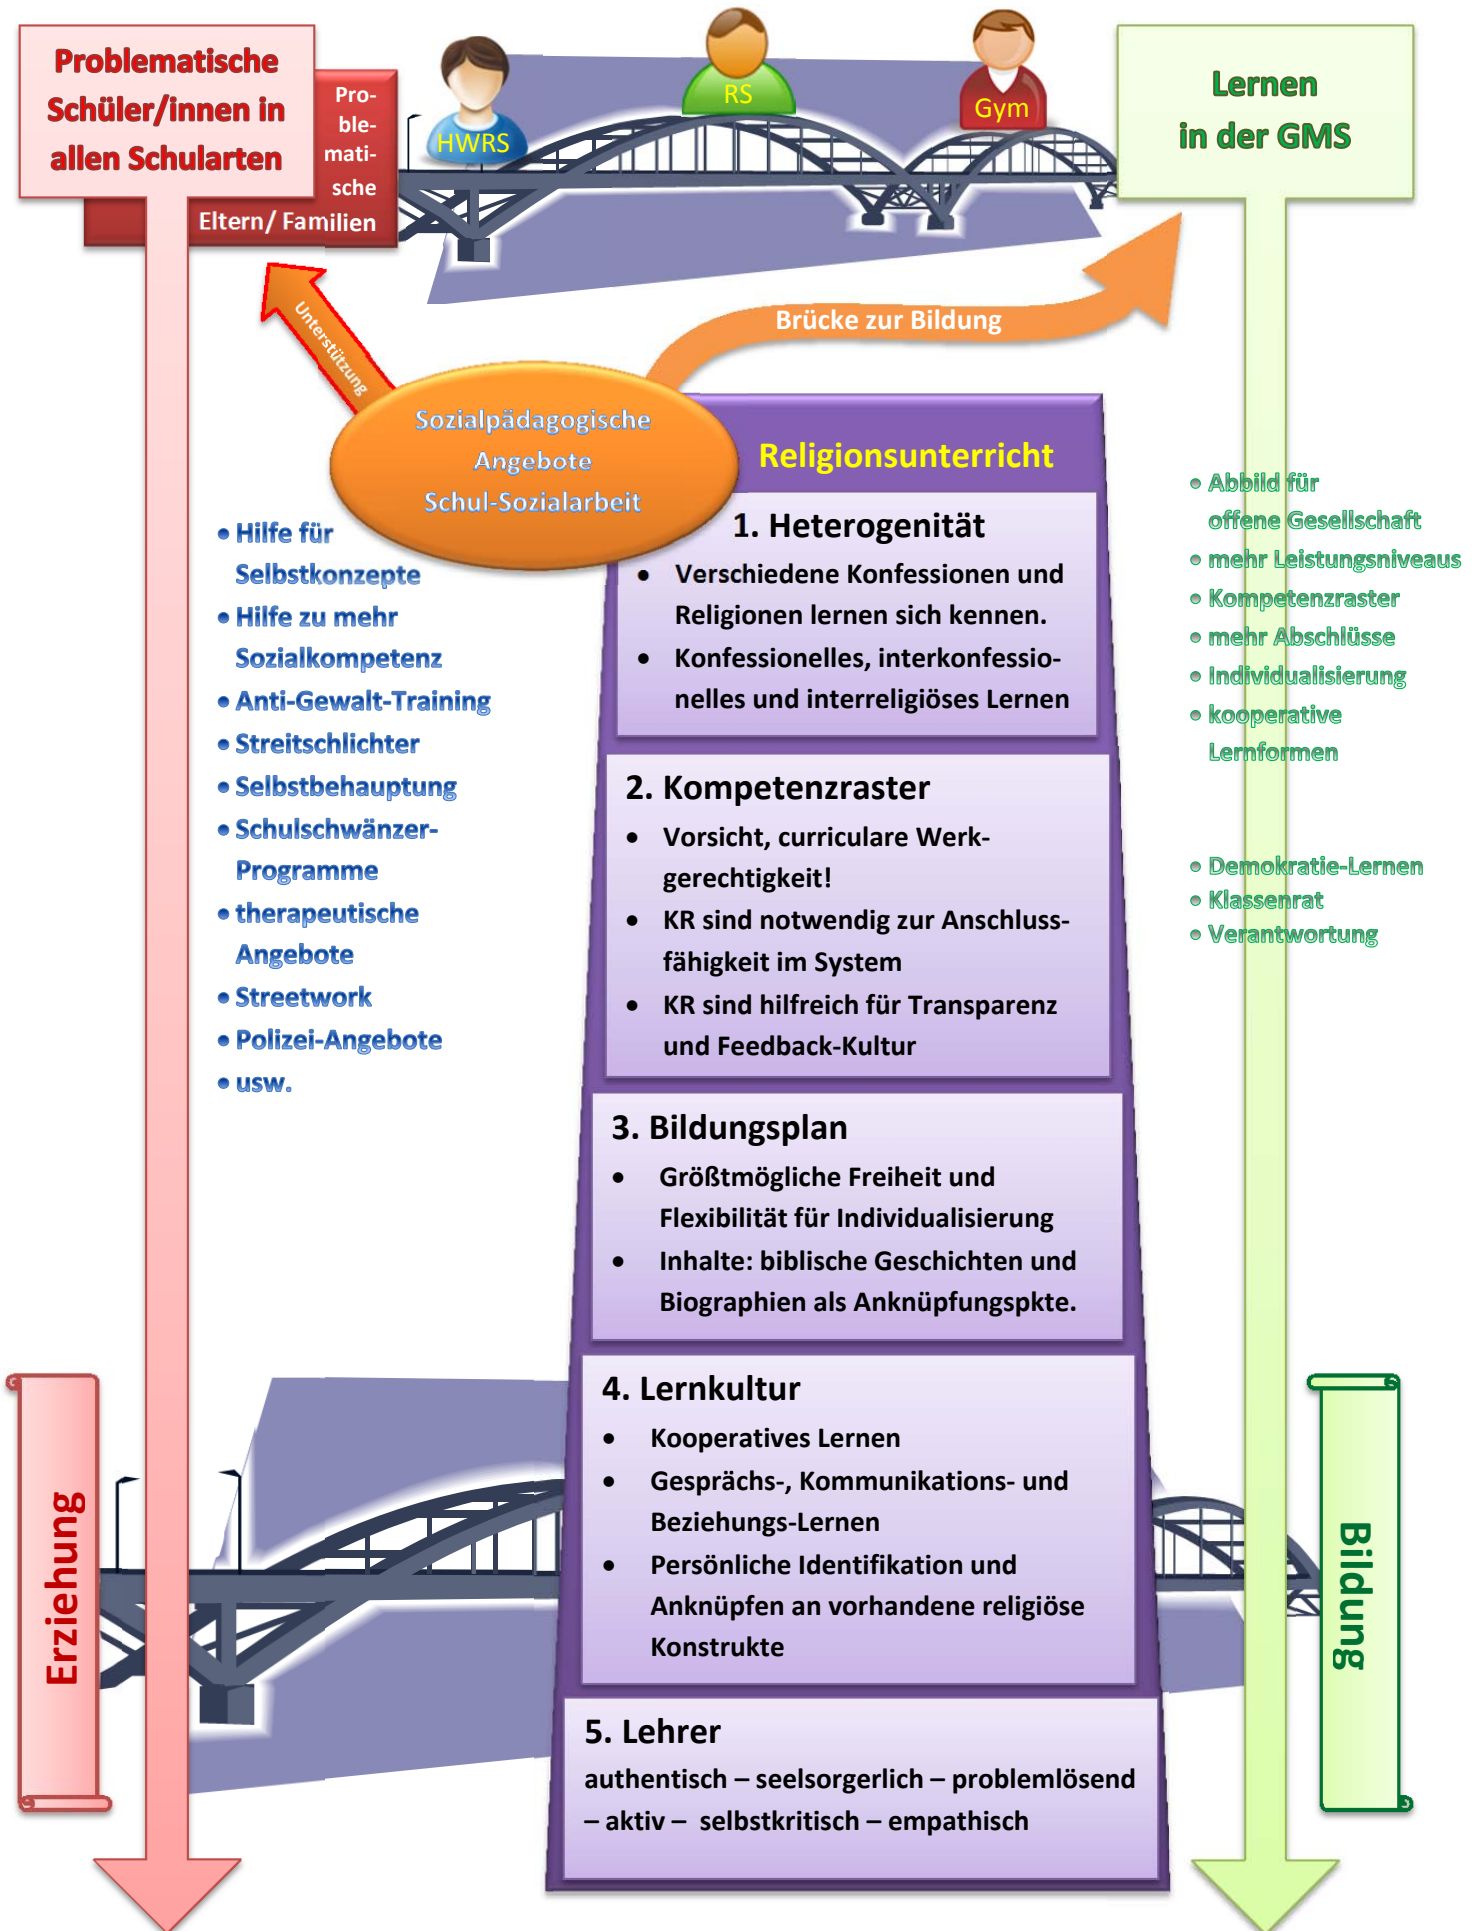 Problematische
Schüler/innen in
allen Schularten
Pro-
ble-
mati-
sche
Eltern/ Familien
HWRS
RS
Gym
Lernen
in der GMS
Unterstützung
Brücke zur Bildung
Sozialpädagogische
Angebote
Schul-Sozialarbeit
• Hilfe für
Selbstkonzepte
• Hilfe zu mehr
Sozialkompetenz
• Anti-Gewalt-Training
• Streitschlichter
• Selbstbehauptung
• Schulschwänzer-
Programme
• therapeutische
Angebote
• Streetwork
• Polizei-Angebote
• usw.
Religionsunterricht
1. Heterogenität
• Verschiedene Konfessionen und
Religionen lernen sich kennen.
• Konfessionelles, interkonfessio-
nelles und interreligiöses Lernen
2. Kompetenzraster
• Vorsicht, curriculare Werk-
gerechtigkeit!
• KR sind notwendig zur Anschluss-
fähigkeit im System
• KR sind hilfreich für Transparenz
und Feedback-Kultur
3. Bildungsplan
• Größtmögliche Freiheit und
Flexibilität für Individualisierung
• Inhalte: biblische Geschichten und
Biographien als Anknüpfungspkte.
4. Lernkultur
• Kooperatives Lernen
• Gesprächs-, Kommunikations- und
Beziehungs-Lernen
• Persönliche Identifikation und
Anknüpfen an vorhandene religiöse
Konstrukte
5. Lehrer
authentisch – seelsorgerlich – problemlösend
– aktiv – selbstkritisch – empathisch
• Abbild für
offene Gesellschaft
• mehr Leistungsniveaus
• Kompetenzraster
• mehr Abschlüsse
• Individualisierung
• kooperative
Lernformen
• Demokratie-Lernen
• Klassenrat
• Verantwortung
Erziehung
Bildung